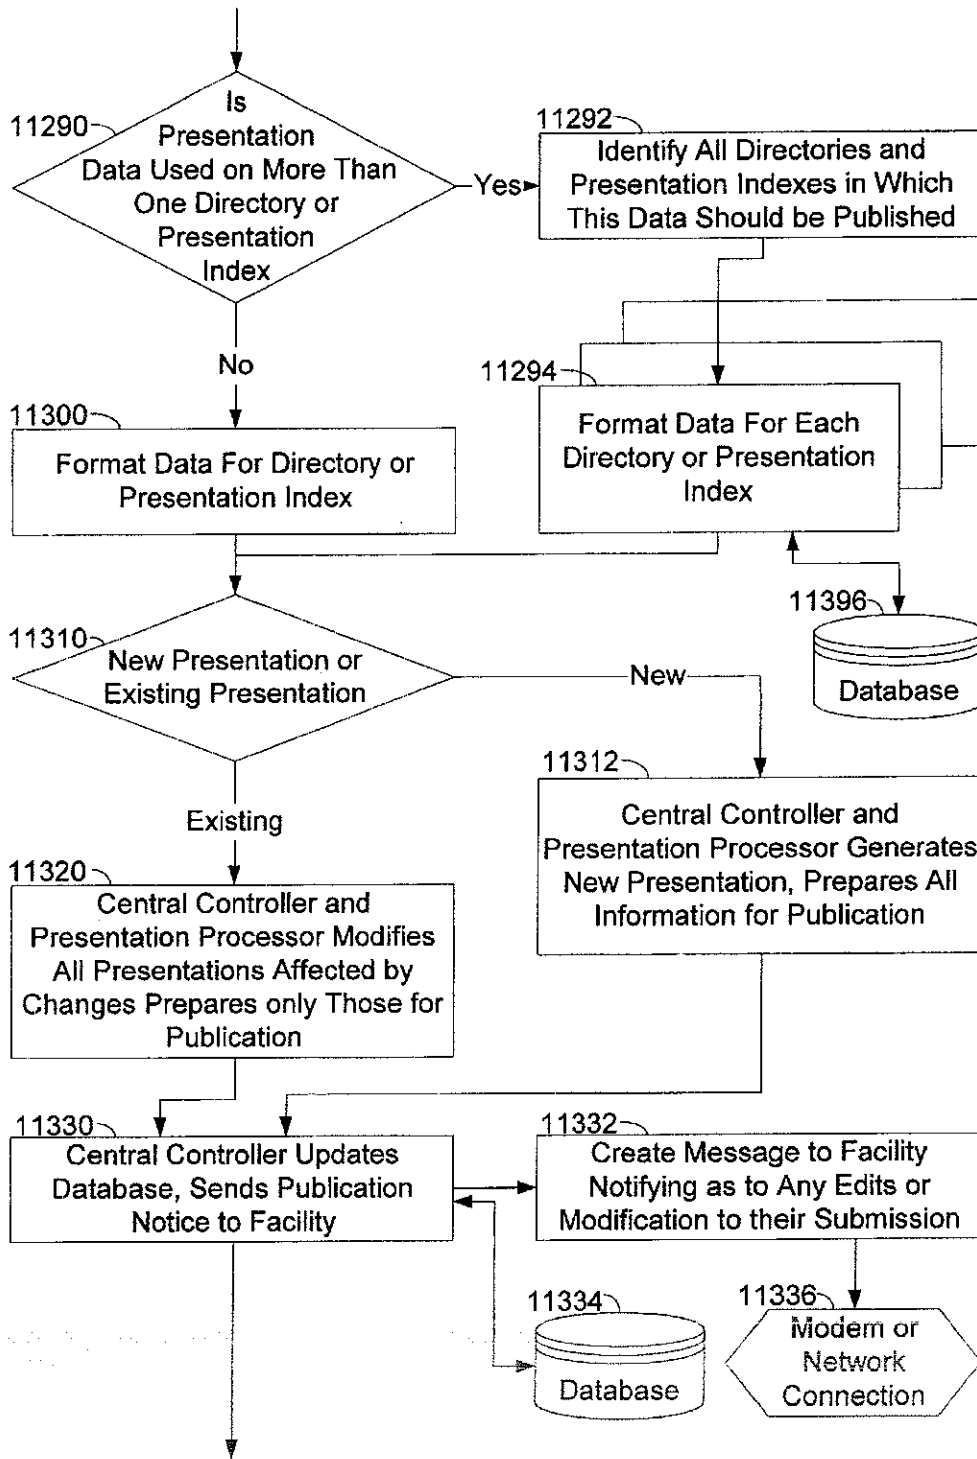 11290
Is
Presentation
Data Used on More Than
One Directory or
Presentation
Index
Yes
11292
Identify All Directories and
Presentation Indexes in Which
This Data Should be Published
No
11294
Format Data For Each
Directory or Presentation
Index
11300
Format Data For Directory or
Presentation Index
11396
Database
11310
New Presentation or
Existing Presentation
New
11312
Central Controller and
Presentation Processor Generates
New Presentation, Prepares All
Information for Publication
Existing
11320
Central Controller and
Presentation Processor Modifies
All Presentations Affected by
Changes Prepares only Those for
Publication
11330
Central Controller Updates
Database, Sends Publication
Notice to Facility
11332
Create Message to Facility
Notifying as to Any Edits or
Modification to their Submission
11334
Database
11336
Modem or
Network
Connection